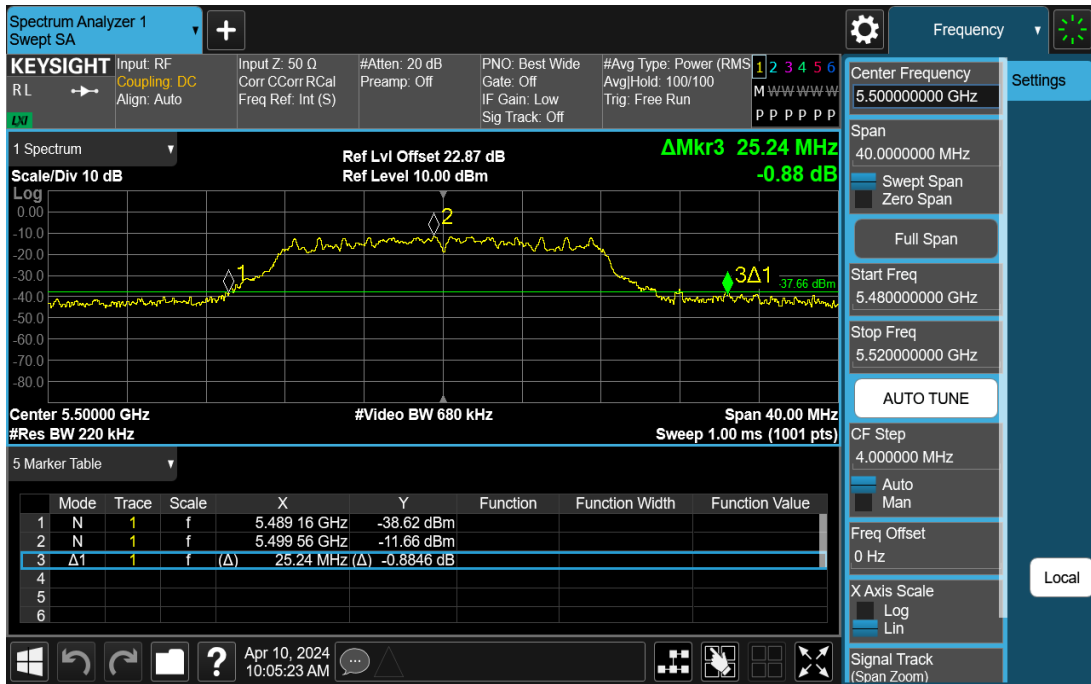 Spectrum Analyzer 1
Swept SA
+
Frequency
KEYSIGHT
RL
LXI
Input: RF
Coupling: DC
Align: Auto
Input Z: 50 Ω
Corr CCorr RCal
Freq Ref: Int (S)
#Atten: 20 dB
Preamp: Off
PNO: Best Wide
Gate: Off
IF Gain: Low
Sig Track: Off
#Avg Type: Power (RMS
Avg|Hold: 100/100
Trig: Free Run
1 2 3 4 5 6
M W W W W W
P P P P P P
1 Spectrum
Scale/Div 10 dB
Ref Lvl Offset 22.87 dB
Ref Level 10.00 dBm
ΔMkr3 25.24 MHz
-0.88 dB
Log
0.00
-10.0
-20.0
-30.0
-40.0
-50.0
-60.0
-70.0
-80.0
1
2
3Δ1
-37.66 dBm
Center 5.50000 GHz
#Video BW 680 kHz
Span 40.00 MHz
#Res BW 220 kHz
Sweep 1.00 ms (1001 pts)
5 Marker Table
Mode Trace Scale X Y Function Function Width Function Value
1 N 1 f 5.489 16 GHz -38.62 dBm
2 N 1 f 5.499 56 GHz -11.66 dBm
3 Δ1 1 f (Δ) 25.24 MHz (Δ) -0.8846 dB
4
5
6
?
Apr 10, 2024
10:05:23 AM
Center Frequency
5.500000000 GHz
Span
40.0000000 MHz
Swept Span
Zero Span
Full Span
Start Freq
5.480000000 GHz
Stop Freq
5.520000000 GHz
AUTO TUNE
CF Step
4.000000 MHz
Auto
Man
Freq Offset
0 Hz
X Axis Scale
Log
Lin
Signal Track
(Span Zoom)
Settings
Local